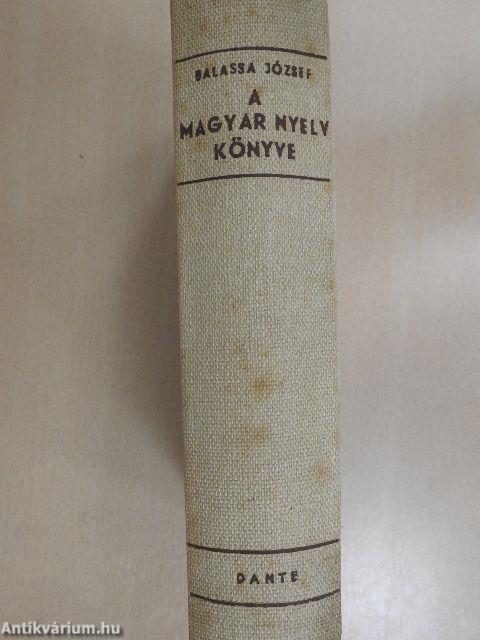 BALASSA JÓZSEF
A
MAGYAR NYELV
KÖNYVE
DANTE
Antikvárium.hu